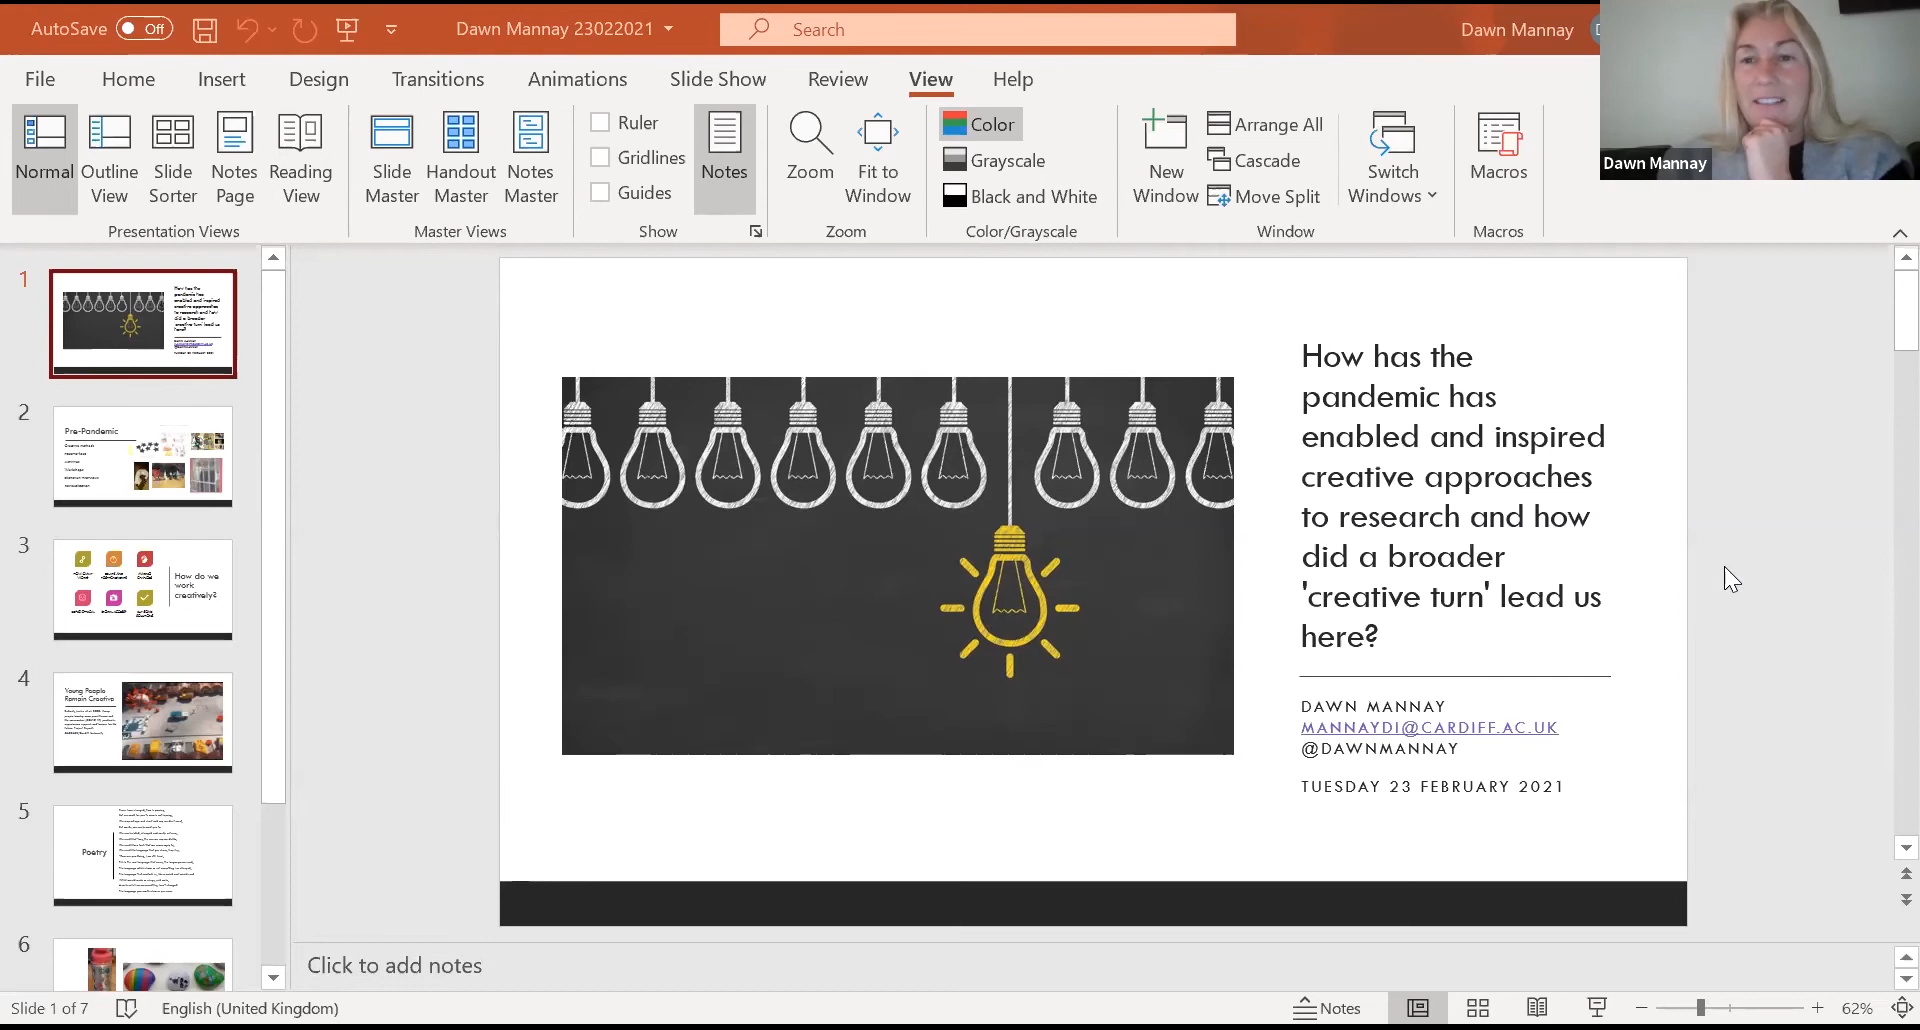 AutoSave Off Dawn Mannay 23022021 Search Dawn Mannay
File Home Insert Design Transitions Animations Slide Show Review View Help
Normal
Outline View
Slide Sorter
Notes Page
Reading View
Presentation Views
Slide Master
Handout Master
Notes Master
Master Views
Ruler
Gridlines
Guides
Notes
Show
Zoom
Fit to Window
Zoom
Color
Grayscale
Black and White
Color/Grayscale
New Window
Arrange All
Cascade
Move Split
Switch Windows
Window
Macros
Macros
Dawn Mannay
1
2
Pre-Pandemic
3
How do we
work
creatively?
4
Young People
Remain Creative
5
Poetry
6
How has the
pandemic has
enabled and inspired
creative approaches
to research and how
did a broader
'creative turn' lead us
here?
DAWN MANNAY
MANNAYDI@CARDIFF.AC.UK
@DAWNMANNAY
TUESDAY 23 FEBRUARY 2021
Click to add notes
Slide 1 of 7 English (United Kingdom) Notes 62%